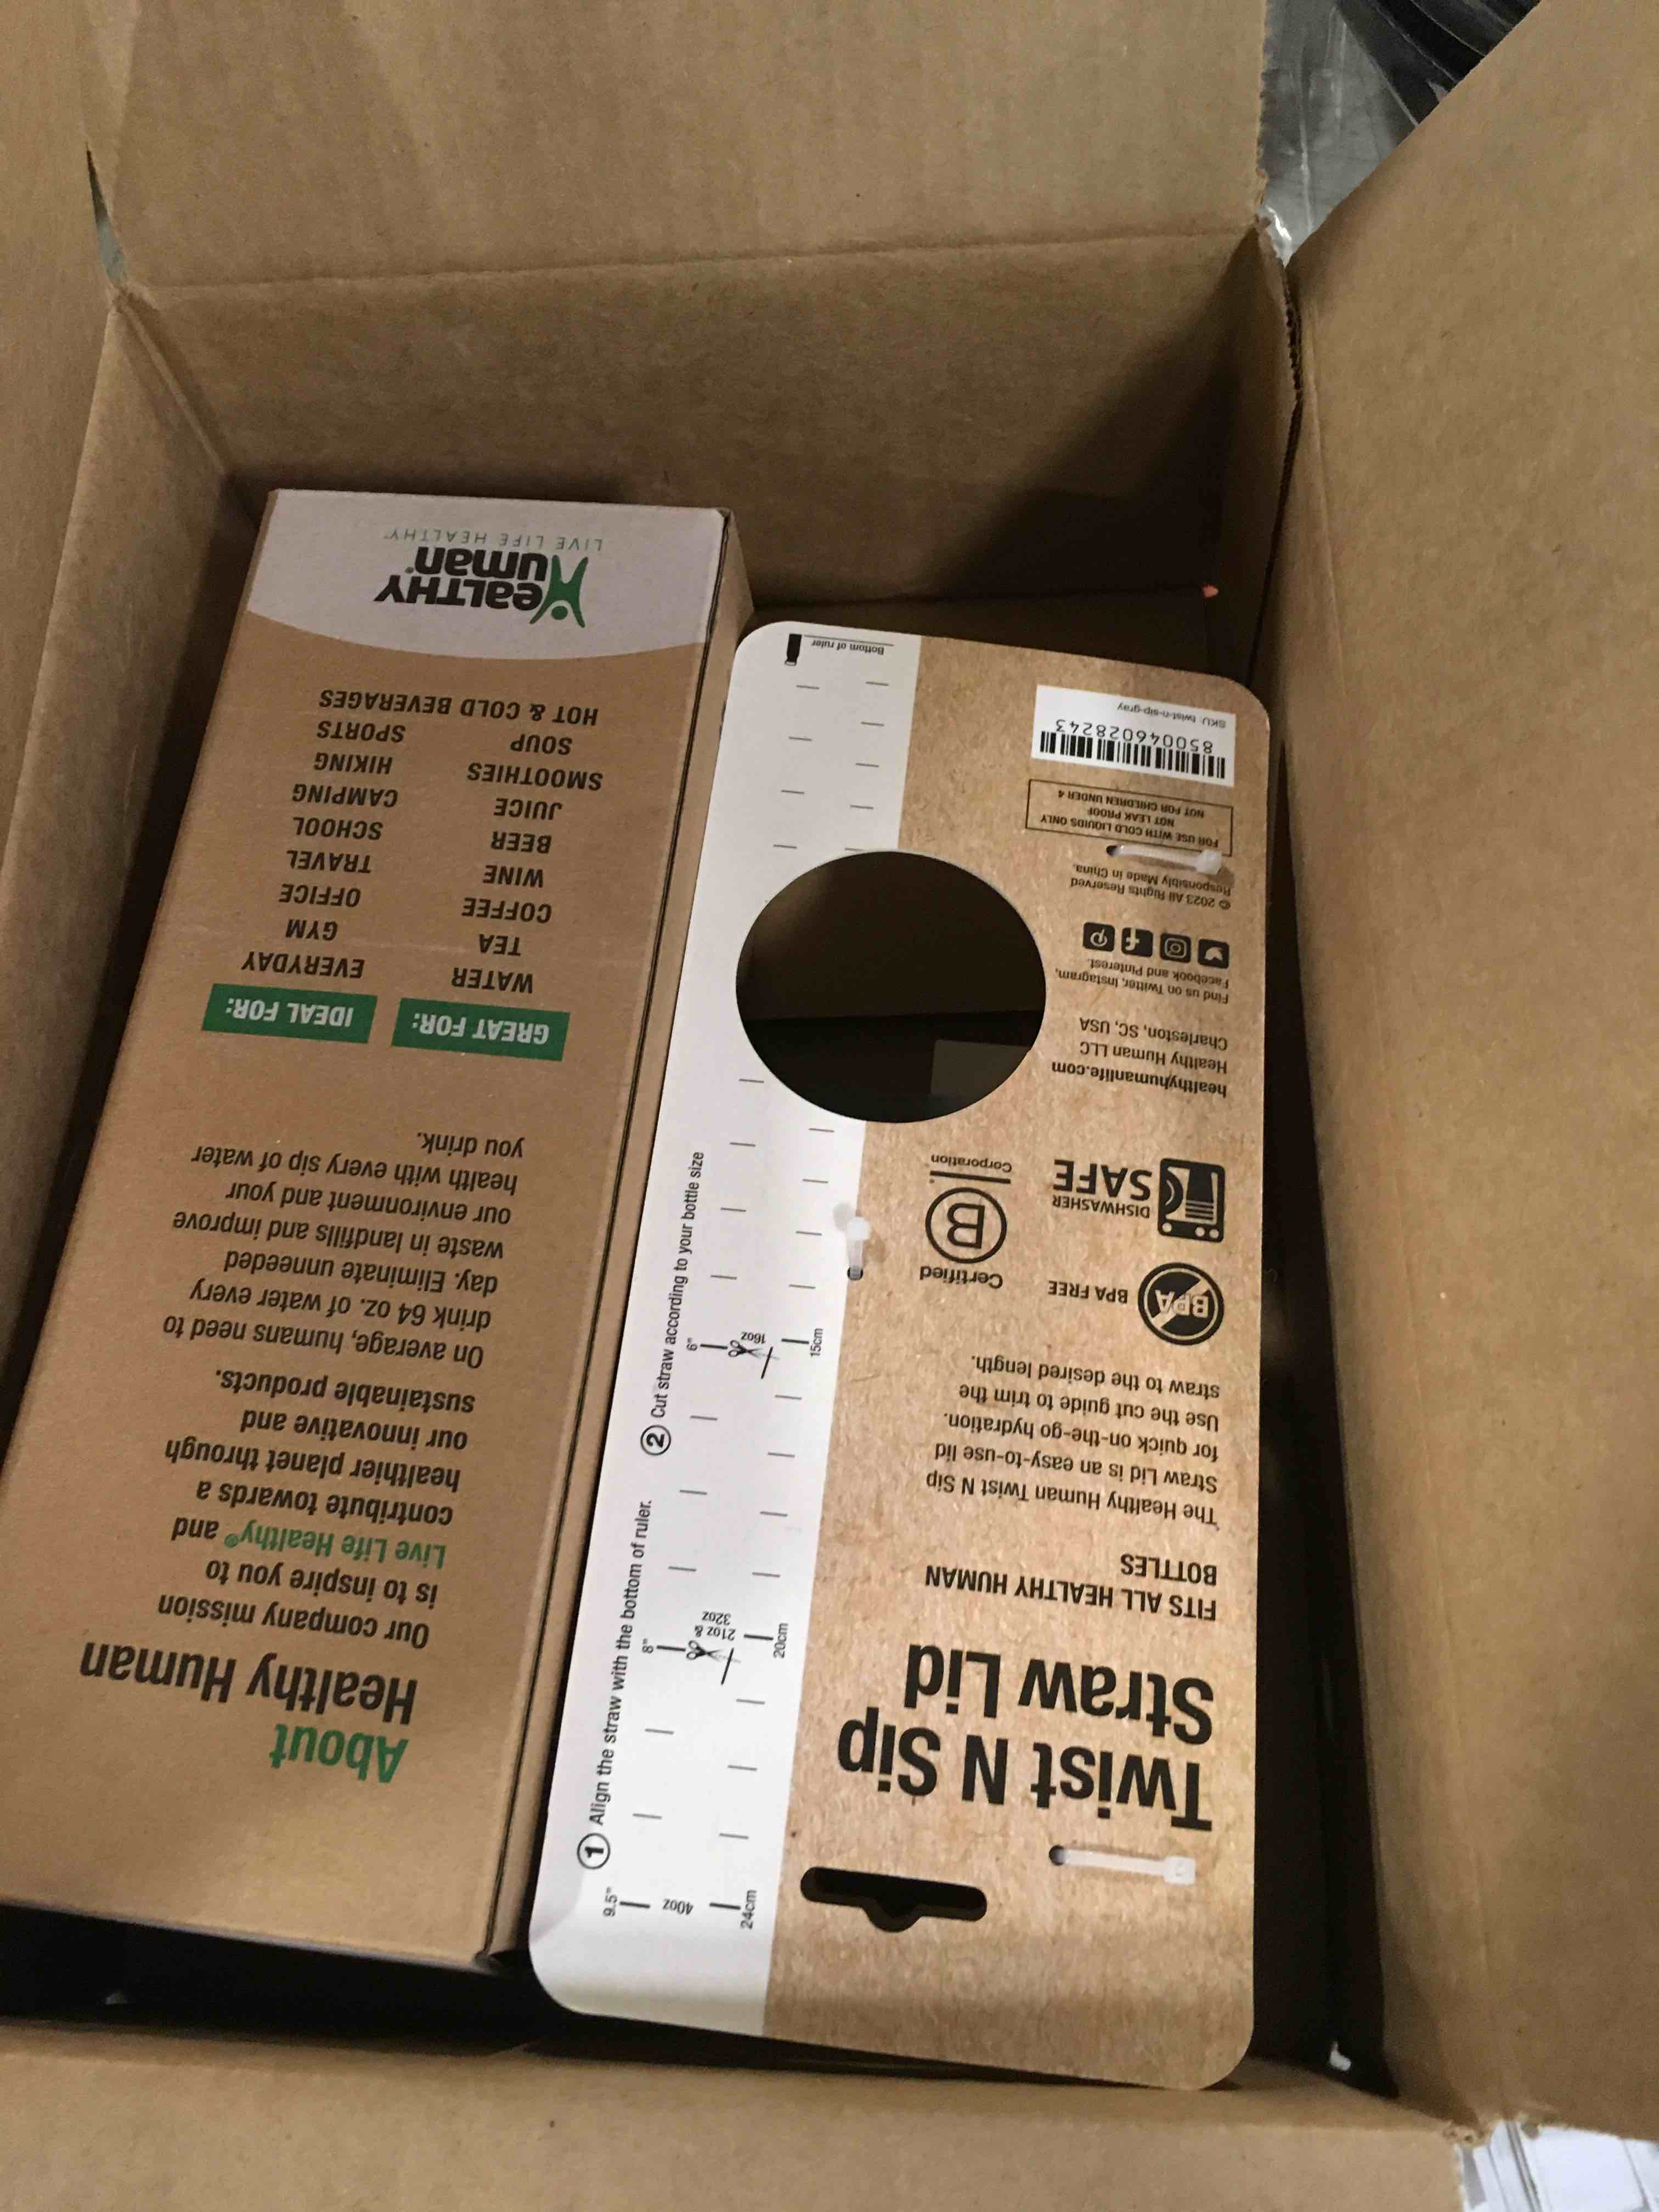 About
Healthy Human
Our company mission
is to inspire you to
Live Life Healthy® and
contribute towards a
healthier planet through
our innovative and
sustainable products.
On average, humans need to
drink 64 oz. of water every
day. Eliminate unneeded
waste in landfills and improve
our environment and your
health with every sip of water
you drink.
GREAT FOR:
WATER
TEA
COFFEE
WINE
BEER
JUICE
SMOOTHIES
SOUP
HOT & COLD BEVERAGES
IDEAL FOR:
EVERYDAY
GYM
OFFICE
TRAVEL
SCHOOL
CAMPING
HIKING
SPORTS
HEALTHY
Human®
LIVE LIFE HEALTHY
Twist N Sip
Straw Lid
FITS ALL HEALTHY HUMAN
BOTTLES
The Healthy Human Twist N Sip
Straw Lid is an easy-to-use lid
for quick on-the-go hydration.
Use the cut guide to trim the
straw to the desired length.
BPA
BPA FREE
Certified
B
Corporation
DISHWASHER
SAFE
healthyhumanlife.com
Healthy Human LLC
Charleston, SC, USA
Find us on Twitter, Instagram,
Facebook and Pinterest.
© 2023 All Rights Reserved
Responsibly Made in China.
FOR USE WITH COLD LIQUIDS ONLY
NOT LEAK PROOF
NOT FOR CHILDREN UNDER 4
850046028243
SKU: twist-n-sip-gray
1 Align the straw with the bottom of ruler.
2 Cut straw according to your bottle size
9.5"
40oz
24cm
8"
21oz &
32oz
20cm
6"
16oz
15cm
Bottom of ruler